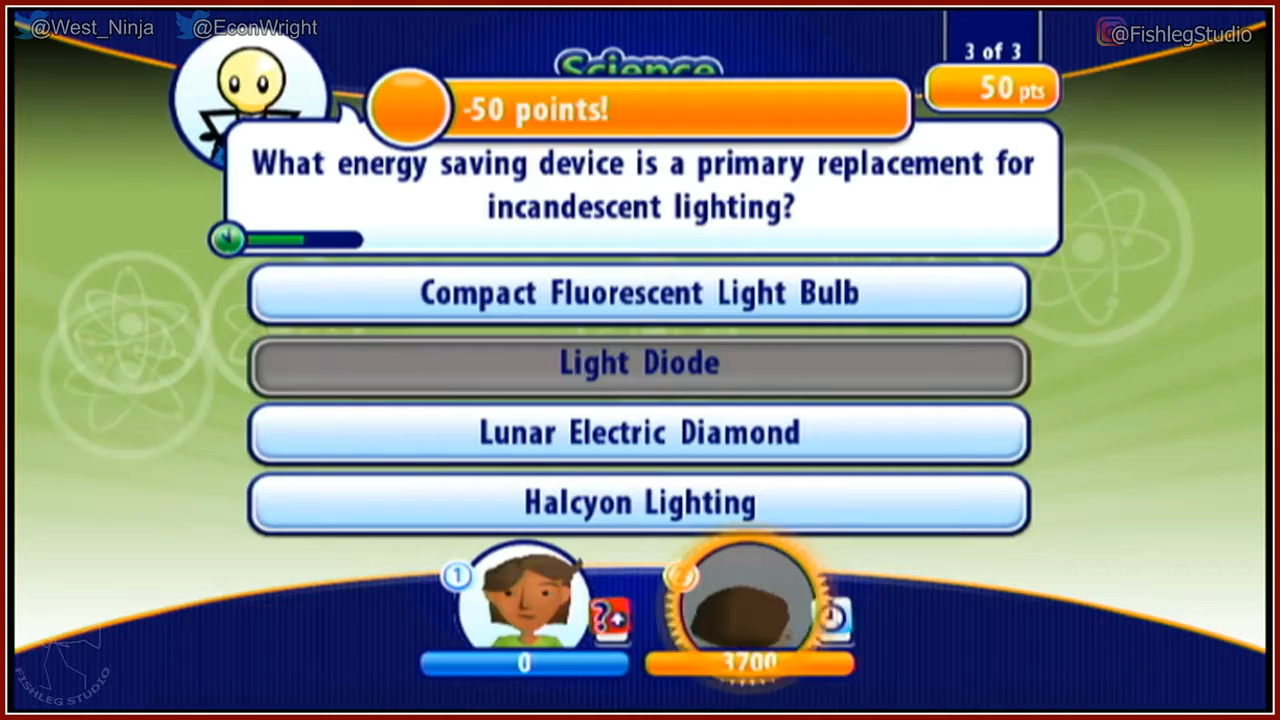 @West_Ninja
@EconWright
@FishlegStudio
Science
3 of 3
50 pts
-50 points!
What energy saving device is a primary replacement for
incandescent lighting?
Compact Fluorescent Light Bulb
Light Diode
Lunar Electric Diamond
Halcyon Lighting
1
2
?+
0
3700
FISHLEG STUDIO